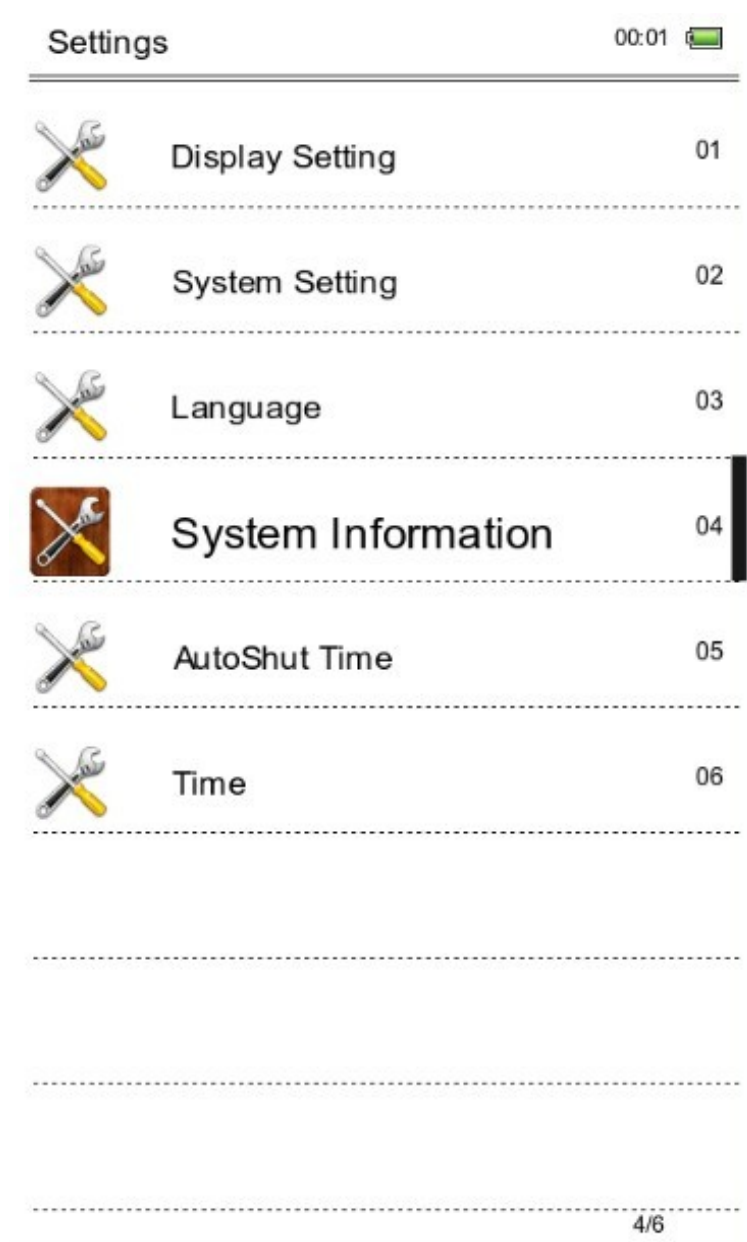 Settings 00:01
Display Setting 01
System Setting 02
Language 03
System Information 04
AutoShut Time 05
Time 06
4/6